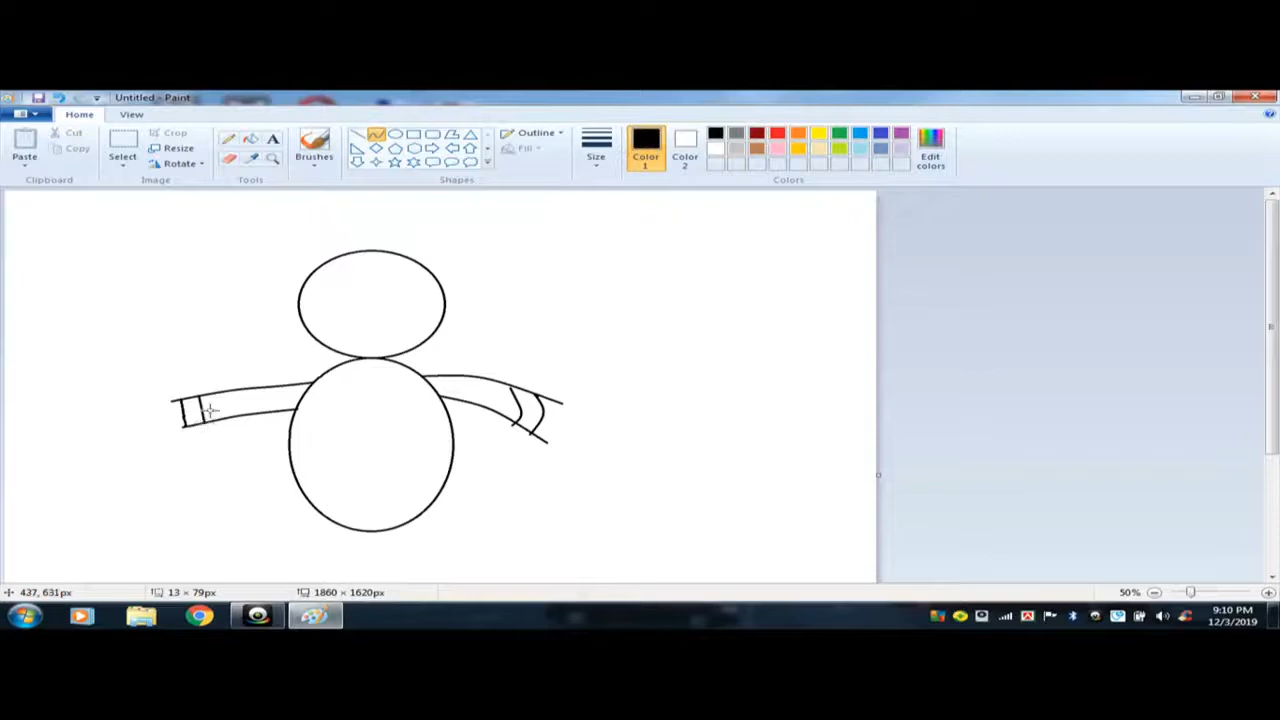 Untitled - Paint
Home View
Paste
Cut
Copy
Clipboard
Select
Crop
Resize
Rotate
Image
A
Tools
Brushes
Outline
Fill
Shapes
Size
Color 1
Color 2
Edit colors
Colors
437, 631px 13 × 79px 1860 × 1620px 50%
9:10 PM
12/3/2019